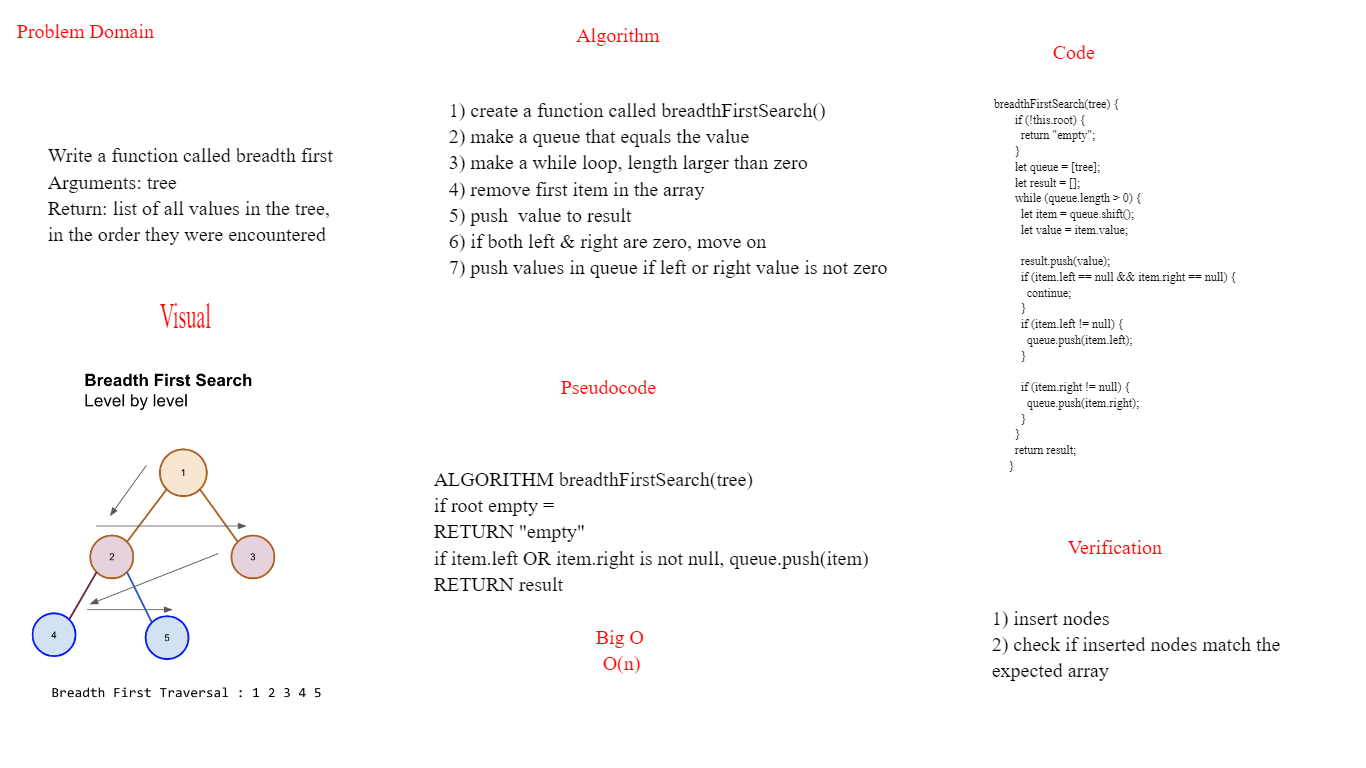 Problem Domain
Write a function called breadth first
Arguments: tree
Return: list of all values in the tree,
in the order they were encountered
Visual
Breadth First Search
Level by level
1
2
3
4
5
Breadth First Traversal : 1 2 3 4 5
Algorithm
1) create a function called breadthFirstSearch()
2) make a queue that equals the value
3) make a while loop, length larger than zero
4) remove first item in the array
5) push  value to result
6) if both left & right are zero, move on
7) push values in queue if left or right value is not zero
Pseudocode
ALGORITHM breadthFirstSearch(tree)
if root empty =
RETURN "empty"
if item.left OR item.right is not null, queue.push(item)
RETURN result
Big O
O(n)
Code
breadthFirstSearch(tree) {
if (!this.root) {
return "empty";
}
let queue = [tree];
let result = [];
while (queue.length > 0) {
let item = queue.shift();
let value = item.value;
result.push(value);
if (item.left == null && item.right == null) {
continue;
}
if (item.left != null) {
queue.push(item.left);
}
if (item.right != null) {
queue.push(item.right);
}
}
return result;
}
Verification
1) insert nodes
2) check if inserted nodes match the
expected array